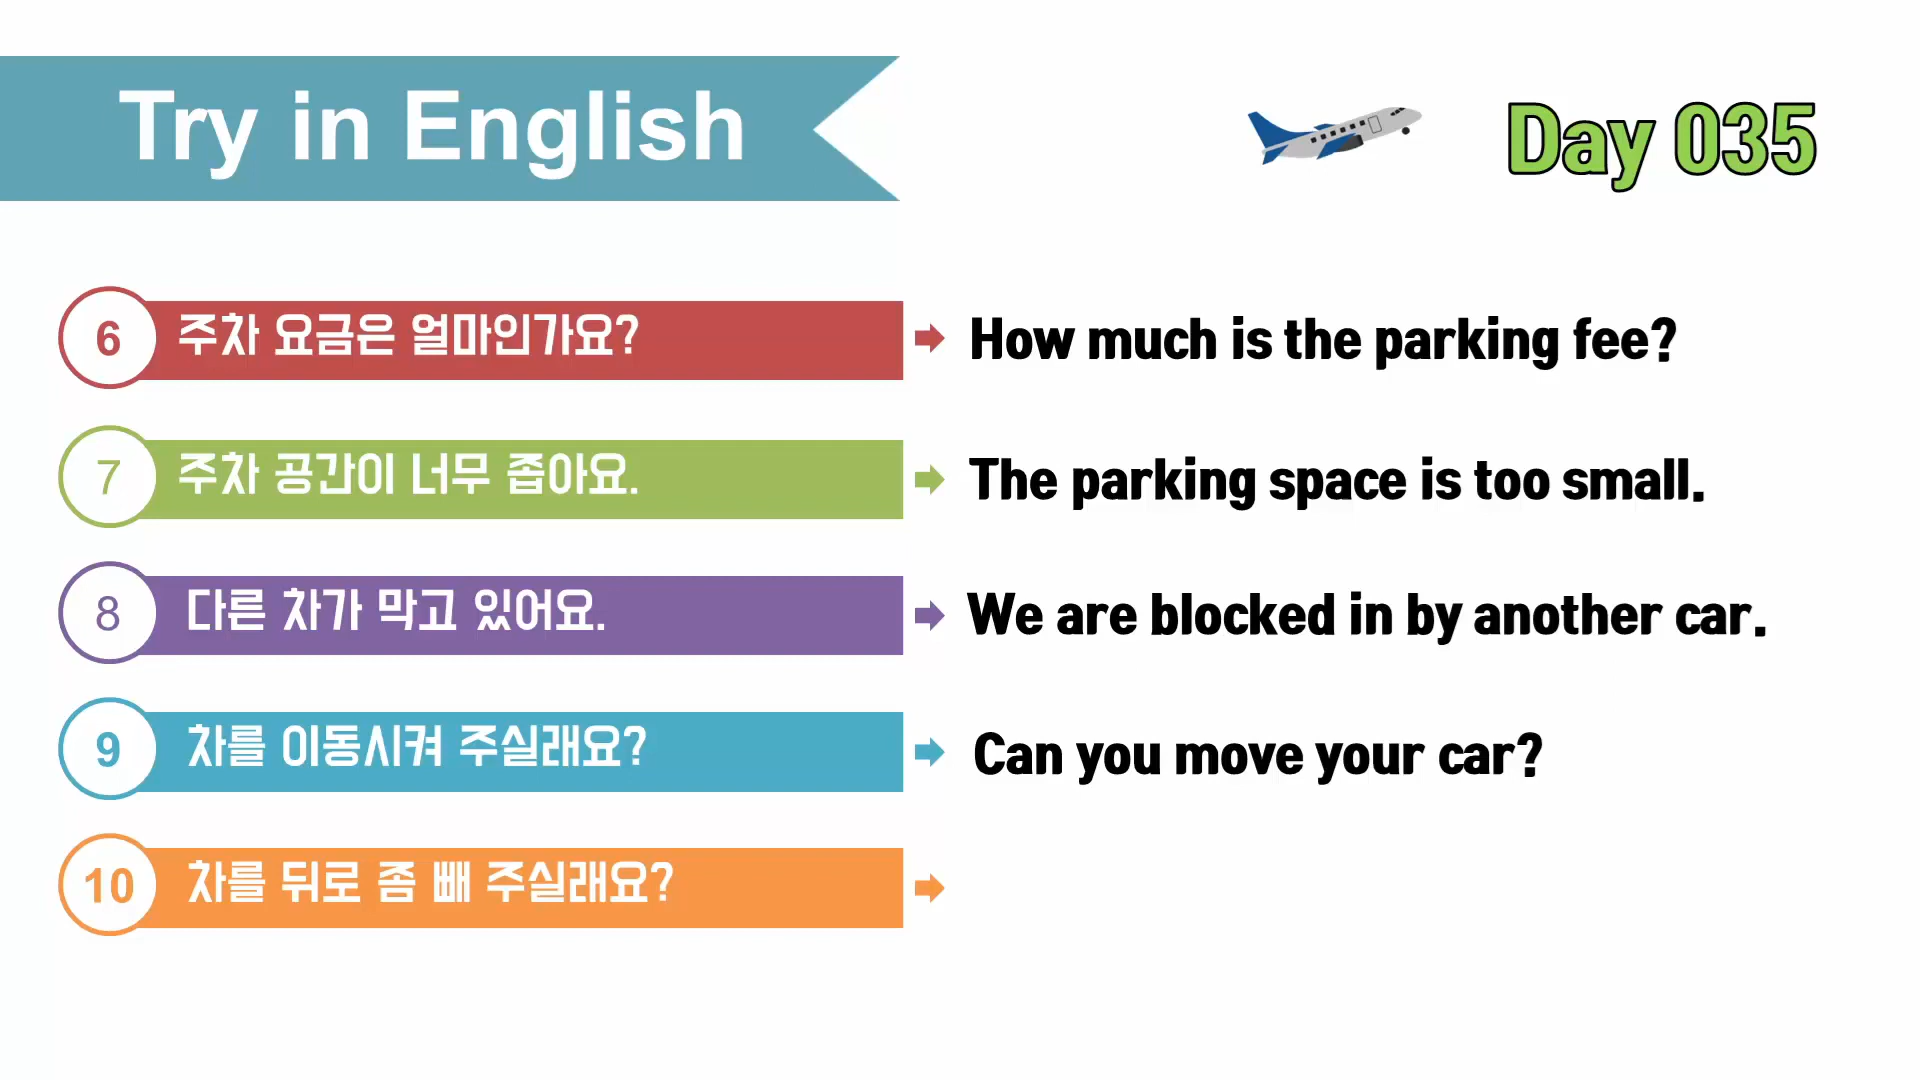 Try in English
Day 035
6 주차 요금은 얼마인가요? How much is the parking fee?
7 주차 공간이 너무 좁아요. The parking space is too small.
8 다른 차가 막고 있어요. We are blocked in by another car.
9 차를 이동시켜 주실래요? Can you move your car?
10 차를 뒤로 좀 빼 주실래요?